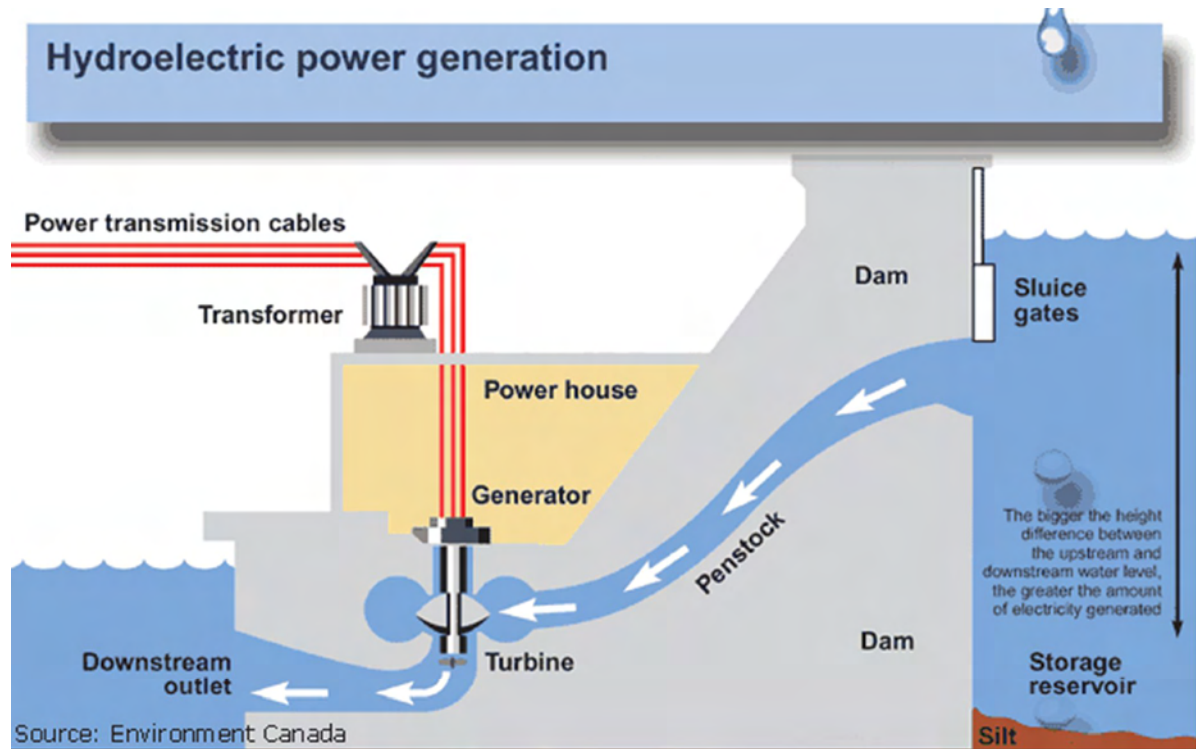 Hydroelectric power generation
Power transmission cables
Transformer
Dam
Sluice
gates
Power house
Generator
Penstock
The bigger the height
difference between
the upstream and
downstream water level,
the greater the amount
of electricity generated
Turbine
Dam
Downstream
outlet
Storage
reservoir
Silt
Source: Environment Canada